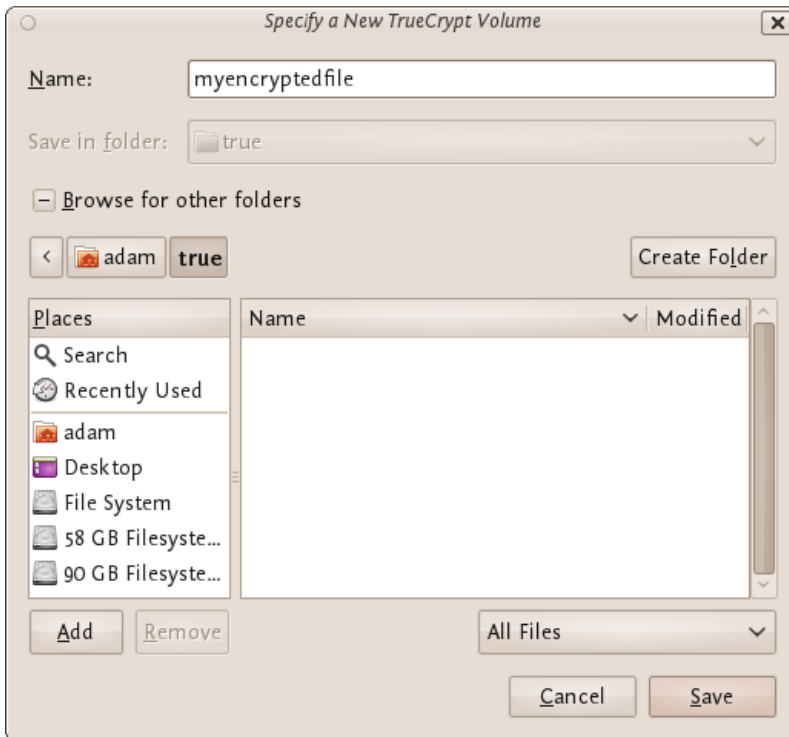 Specify a New TrueCrypt Volume
Name: myencryptedfile
Save in folder: true
Browse for other folders
adam true Create Folder
Places Name Modified
Search
Recently Used
adam
Desktop
File System
58 GB Filesyste...
90 GB Filesyste...
Add Remove All Files
Cancel Save